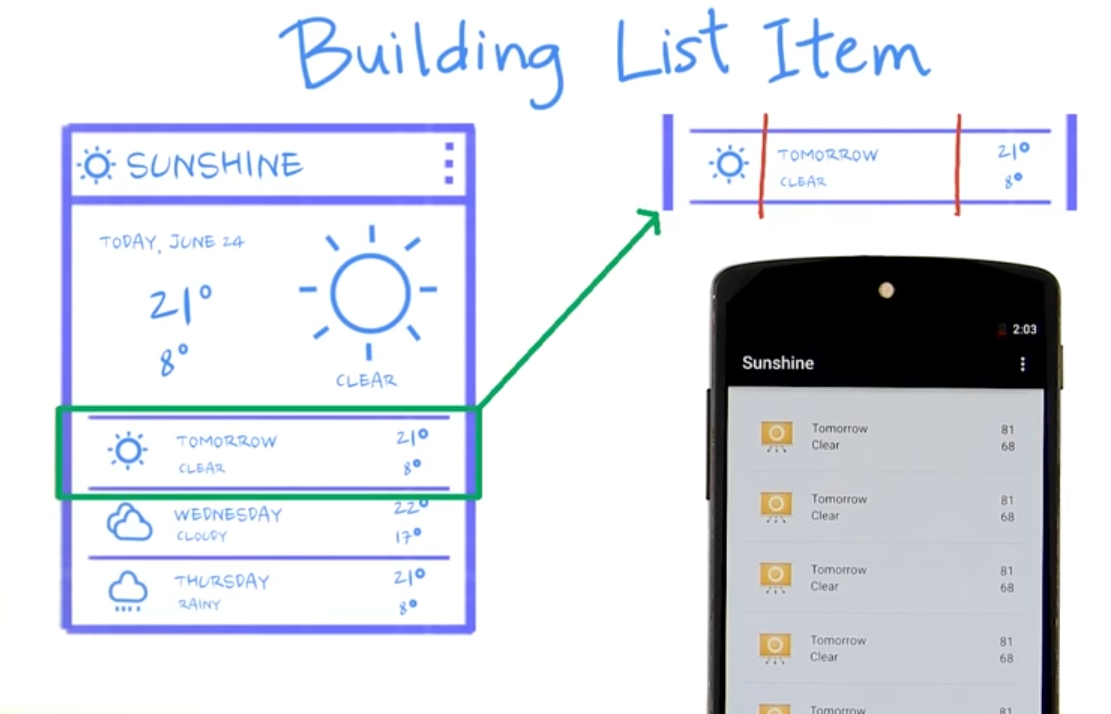 Building List Item
SUNSHINE
TODAY, JUNE 24
21°
8°
CLEAR
TOMORROW 21°
CLEAR 8°
WEDNESDAY 22°
CLOUDY 17°
THURSDAY 21°
RAINY 8°
TOMORROW 21°
CLEAR 8°
2:03
Sunshine
Tomorrow 81
Clear 68
Tomorrow 81
Clear 68
Tomorrow 81
Clear 68
Tomorrow 81
Clear 68
Tomorrow 81